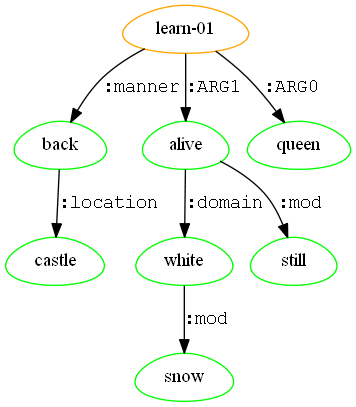 learn-01
:manner :ARG1 :ARG0
back alive queen
:location :domain :mod
castle white still
:mod
snow